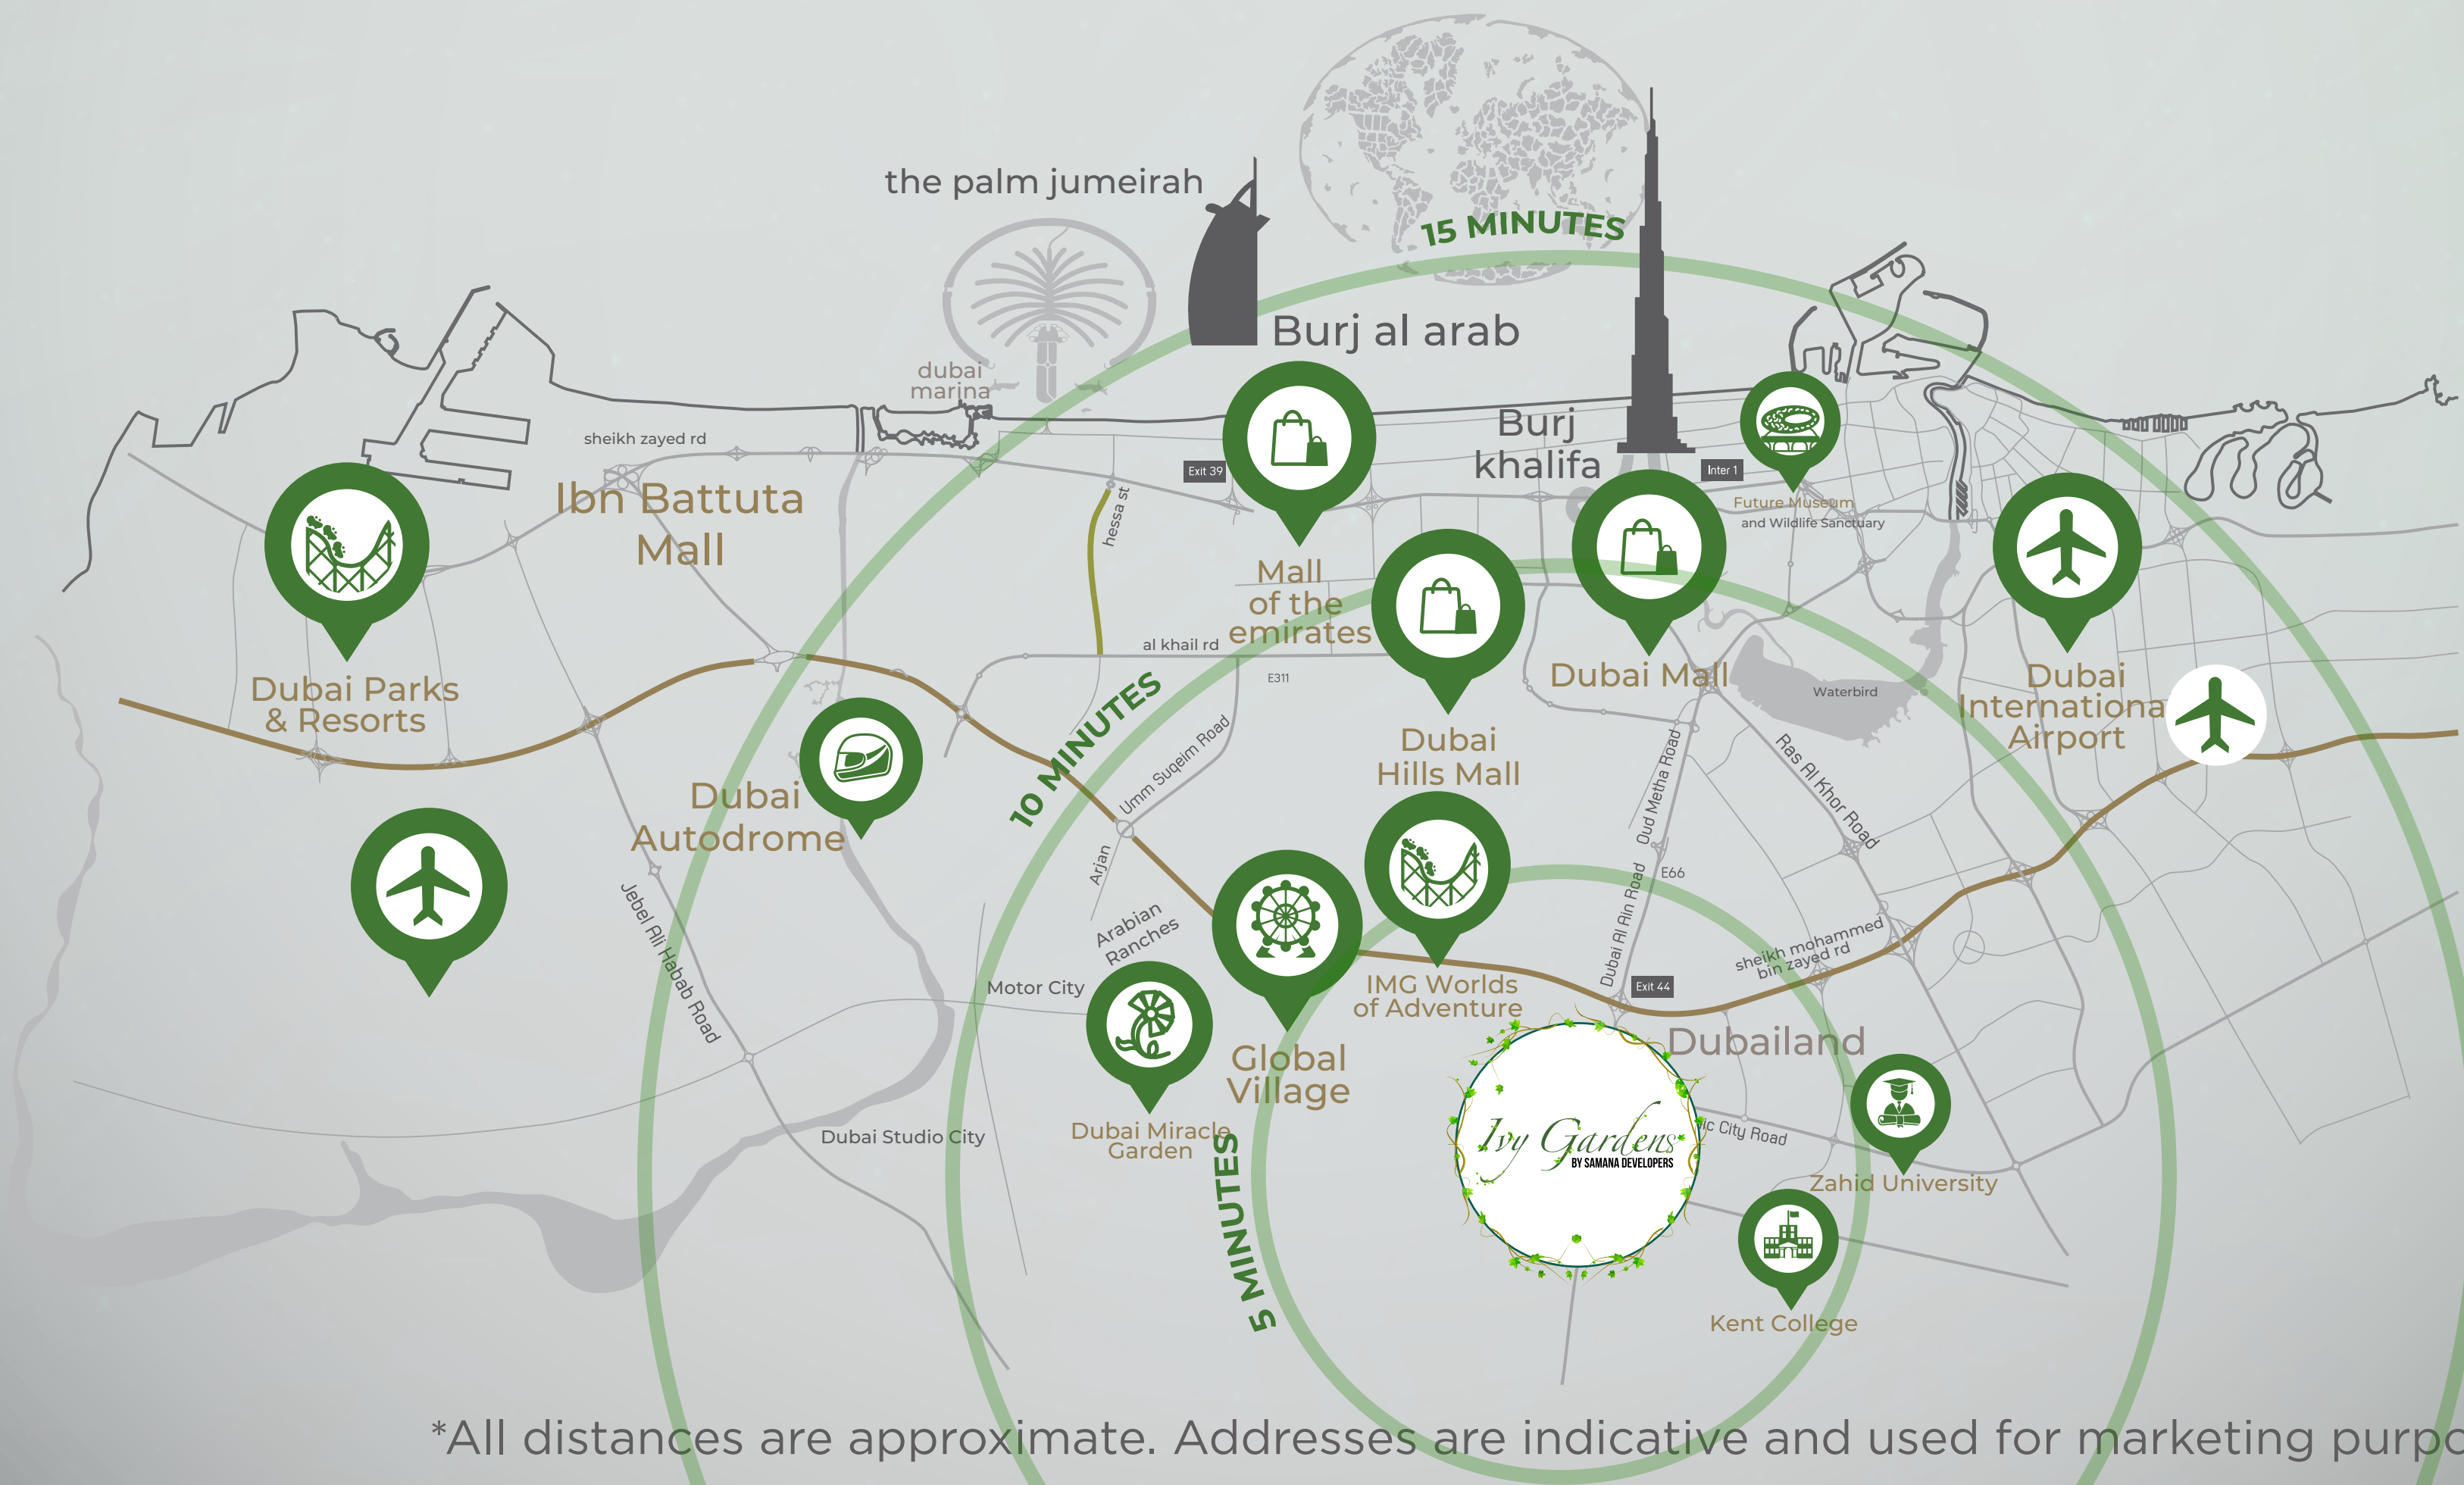 15 MINUTES
the palm jumeirah
Burj al arab
dubai
marina
sheikh zayed rd
Ibn Battuta
Mall
hessa st
Exit 39
Burj
khalifa
Inter 1
Future Museum
and Wildlife Sanctuary
Mall
of the
emirates
al khail rd
E311
Dubai Mall
Waterbird
Dubai
Internationa
Airport
Dubai Parks
& Resorts
10 MINUTES
Umm Suqeim Road
Dubai
Hills Mall
Oud Metha Road
Ras Al Khor Road
Dubai
Autodrome
Arjan
E66
Dubai Al Ain Road
Jebel Ali Habab Road
Arabian
Ranches
Motor City
IMG Worlds
of Adventure
Exit 44
sheikh mohammed
bin zayed rd
Dubailand
Global
Village
Dubai Miracle
Garden
Dubai Studio City
5 MINUTES
Ivy Gardens
BY SAMANA DEVELOPERS
ic City Road
Zahid University
Kent College
*All distances are approximate. Addresses are indicative and used for marketing purpo